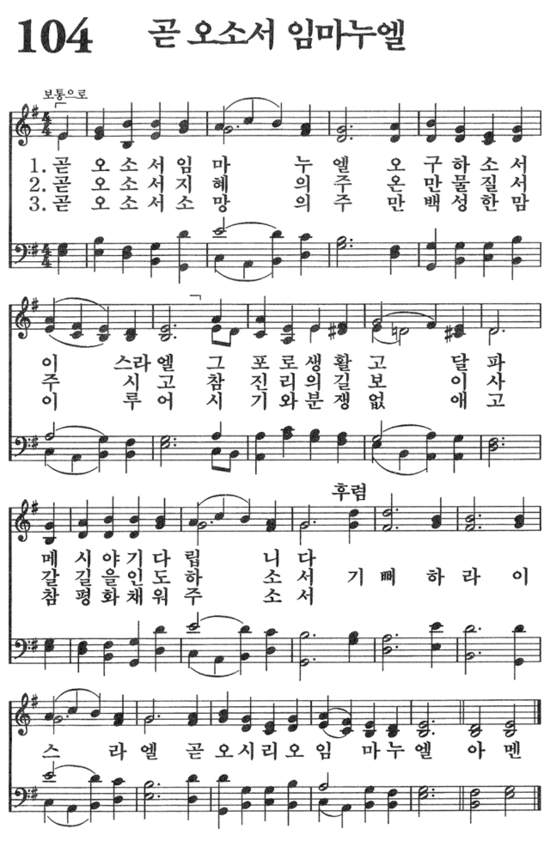 104 곧 오소서 임마누엘
보통으로
1. 곧 오소서 임 마 누 엘 오 구 하 소 서
2. 곧 오소서 지 혜 의 주 온 만 물 질 서
3. 곧 오소서 소 망 의 주 만 백 성 한 맘
이 스라엘 그 포로생활고 달파
주 시고 참 진리의길보 이사
이 루어 시 기와분쟁없 애고
후렴
메 시야기다 립 니 다
갈 길을인도 하 소 서 기 뻐 하 라 이
참 평화채워 주 소 서
스 라엘 곧 오시리오 임 마누엘 아멘